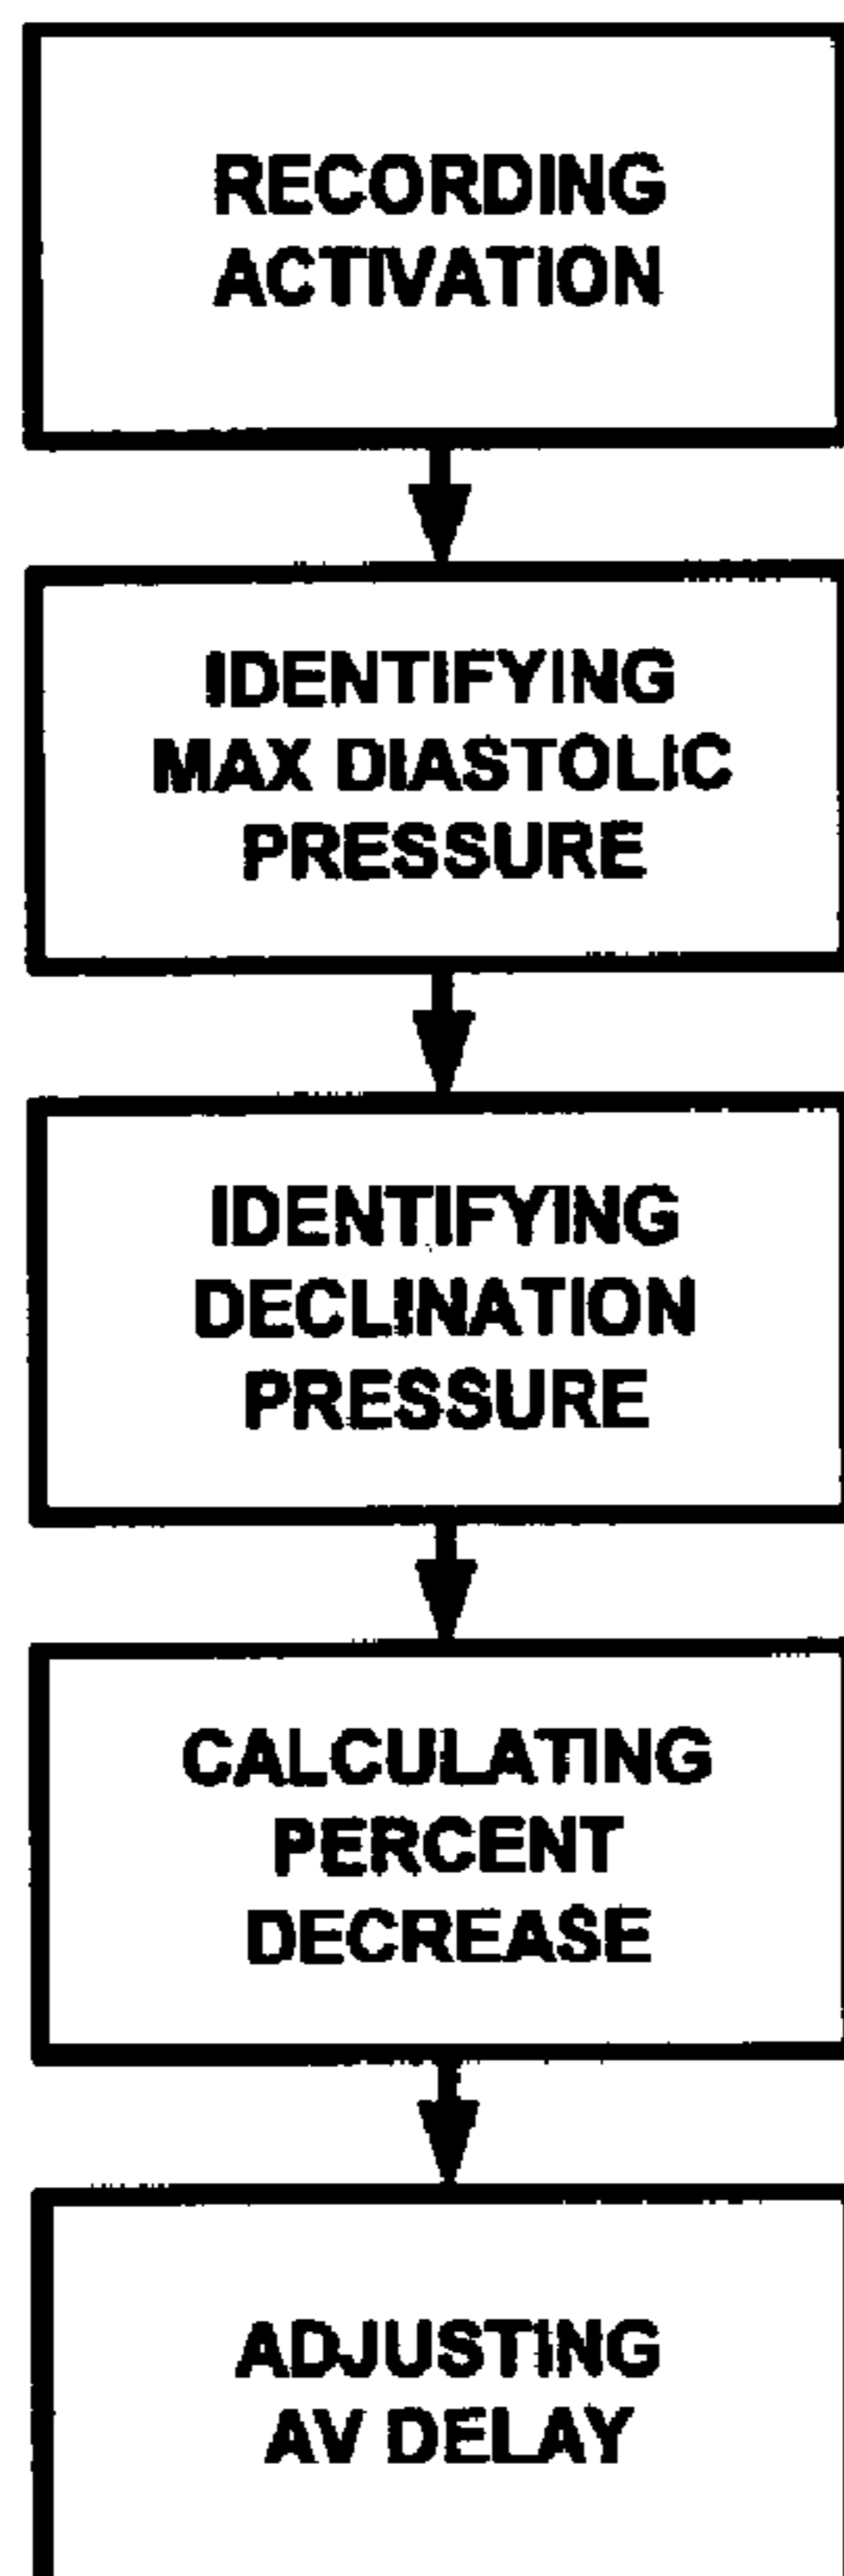 RECORDING
ACTIVATION
IDENTIFYING
MAX DIASTOLIC
PRESSURE
IDENTIFYING
DECLINATION
PRESSURE
CALCULATING
PERCENT
DECREASE
ADJUSTING
AV DELAY